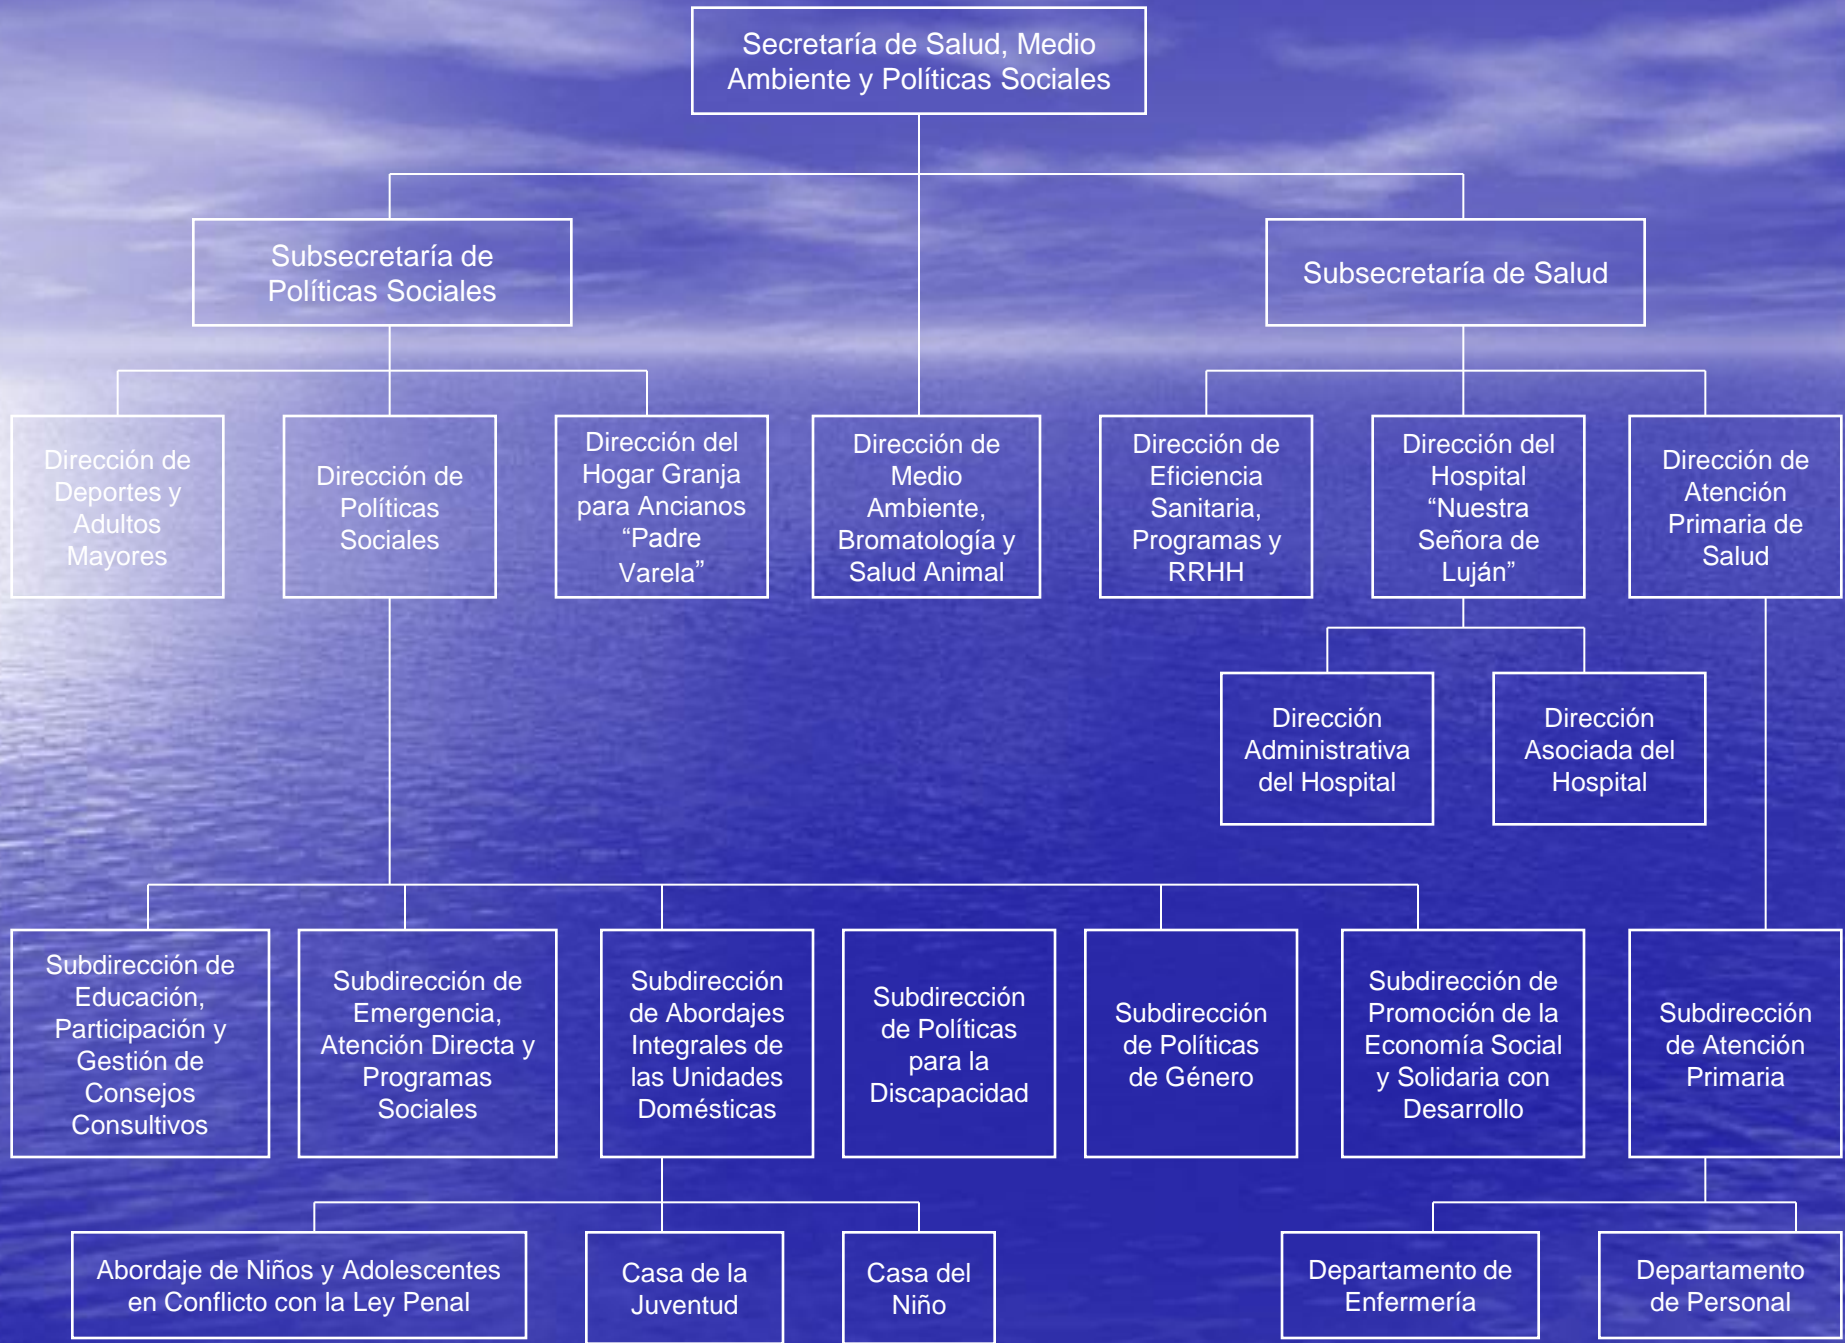 Secretaría de Salud, Medio
Ambiente y Políticas Sociales
Subsecretaría de
Políticas Sociales
Subsecretaría de Salud
Dirección de
Deportes y
Adultos
Mayores
Dirección de
Políticas
Sociales
Dirección del
Hogar Granja
para Ancianos
“Padre
Varela”
Dirección de
Medio
Ambiente,
Bromatología y
Salud Animal
Dirección de
Eficiencia
Sanitaria,
Programas y
RRHH
Dirección del
Hospital
“Nuestra
Señora de
Luján”
Dirección de
Atención
Primaria de
Salud
Dirección
Administrativa
del Hospital
Dirección
Asociada del
Hospital
Subdirección de
Educación,
Participación y
Gestión de
Consejos
Consultivos
Subdirección de
Emergencia,
Atención Directa y
Programas
Sociales
Subdirección
de Abordajes
Integrales de
las Unidades
Domésticas
Subdirección
de Políticas
para la
Discapacidad
Subdirección
de Políticas
de Género
Subdirección de
Promoción de la
Economía Social
y Solidaria con
Desarrollo
Subdirección
de Atención
Primaria
Abordaje de Niños y Adolescentes
en Conflicto con la Ley Penal
Casa de la
Juventud
Casa del
Niño
Departamento de
Enfermería
Departamento
de Personal